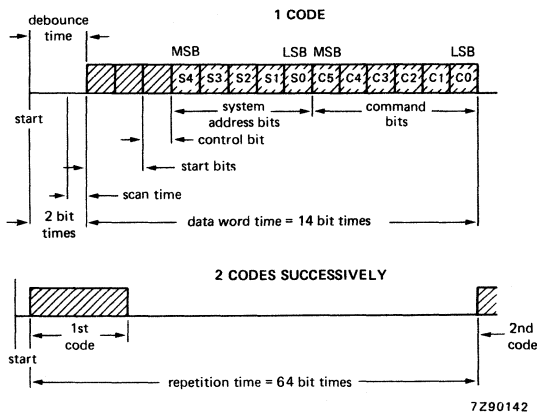 1 CODE
debounce
time
MSB
LSB
MSB
LSB
S4 S3 S2 S1 S0 C5 C4 C3 C2 C1 C0
start
system
address bits
command
bits
control bit
start bits
scan time
2 bit
times
data word time = 14 bit times
2 CODES SUCCESSIVELY
1st
code
2nd
code
start
repetition time = 64 bit times
7Z90142